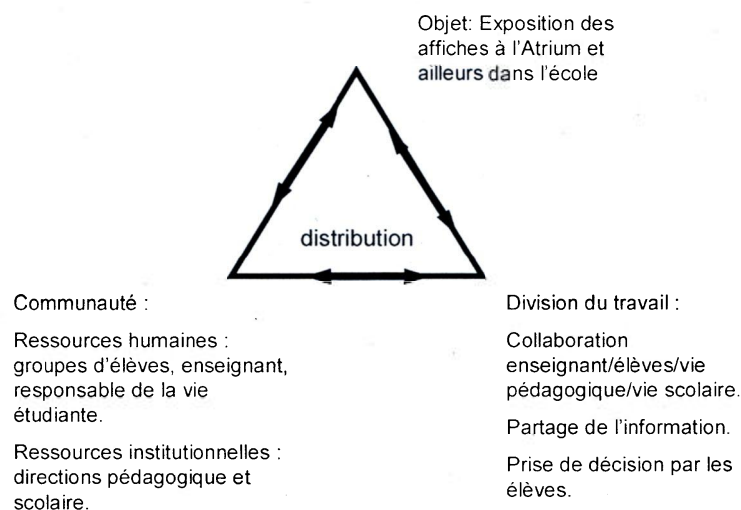 Objet: Exposition des
affiches à l'Atrium et
ailleurs dans l'école
distribution
Communauté :
Ressources humaines :
groupes d'élèves, enseignant,
responsable de la vie
étudiante.
Ressources institutionnelles :
directions pédagogique et
scolaire.
Division du travail :
Collaboration
enseignant/élèves/vie
pédagogique/vie scolaire.
Partage de l'information.
Prise de décision par les
élèves.